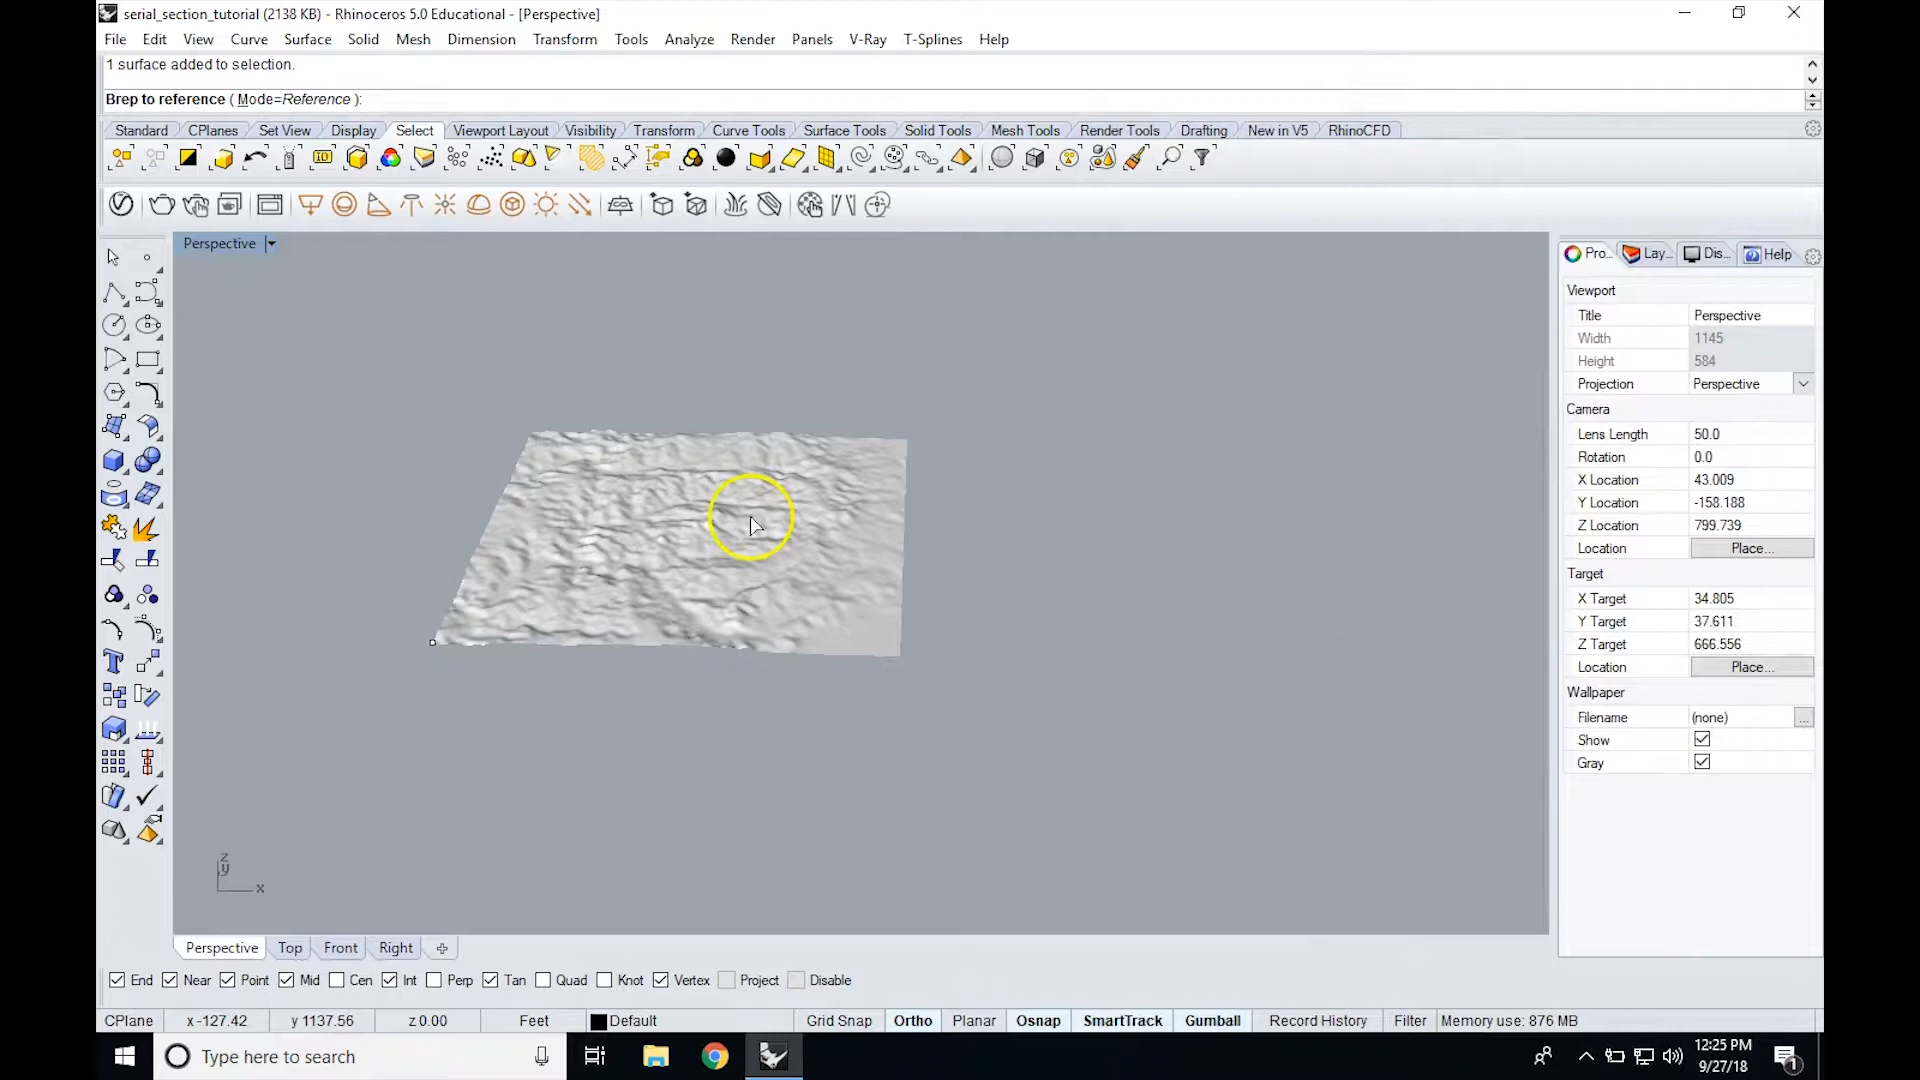 serial_section_tutorial (2138 KB) - Rhinoceros 5.0 Educational - [Perspective]
File Edit View Curve Surface Solid Mesh Dimension Transform Tools Analyze Render Panels V-Ray T-Splines Help
1 surface added to selection.
Brep to reference ( Mode=Reference ):
Standard CPlanes Set View Display Select Viewport Layout Visibility Transform Curve Tools Surface Tools Solid Tools Mesh Tools Render Tools Drafting New in V5 RhinoCFD
Perspective
Pro... Lay... Dis... Help
Viewport
Title Perspective
Width 1145
Height 584
Projection Perspective
Camera
Lens Length 50.0
Rotation 0.0
X Location 43.009
Y Location -158.188
Z Location 799.739
Location Place...
Target
X Target 34.805
Y Target 37.611
Z Target 666.556
Location Place...
Wallpaper
Filename (none) ...
Show
Gray
z
y
x
Perspective Top Front Right
End Near Point Mid Cen Int Perp Tan Quad Knot Vertex Project Disable
CPlane x -127.42 y 1137.56 z 0.00 Feet Default Grid Snap Ortho Planar Osnap SmartTrack Gumball Record History Filter Memory use: 876 MB
Type here to search
12:25 PM
9/27/18
1